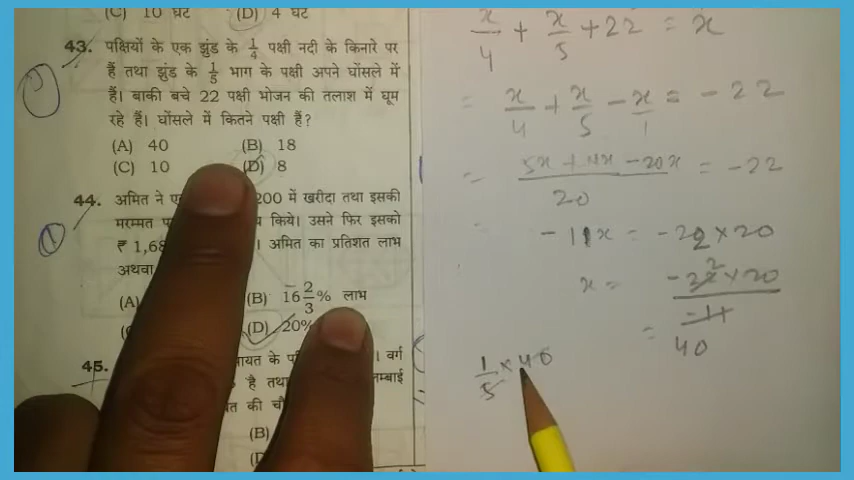 (C) 10 घंटे (D) 4 घंटे
43. पक्षियों के एक झुंड के 1/4 पक्षी नदी के किनारे पर
हैं तथा झुंड के 1/5 भाग के पक्षी अपने घोंसले में
हैं। बाकी बचे 22 पक्षी भोजन की तलाश में घूम
रहे हैं। घोंसले में कितने पक्षी हैं?
(A) 40 (B) 18
(C) 10 (D) 8
44. अमित ने 200 में खरीदा तथा इसकी
मरम्मत किये। उसने फिर इसको
₹ 1,68 । अमित का प्रतिशत लाभ
अथवा
(A) (B) 16 2/3% लाभ
(D) 20%
45. वर्ग
है तथा
की
(B)
x/4 + x/5 + 22 = x
= x/4 + x/5 - x/1 = -22
= 5x + 4x - 20x / 20 = -22
-11x = -22 × 20
x = -22 × 20 / -11
2
= 40
1/5 × 40